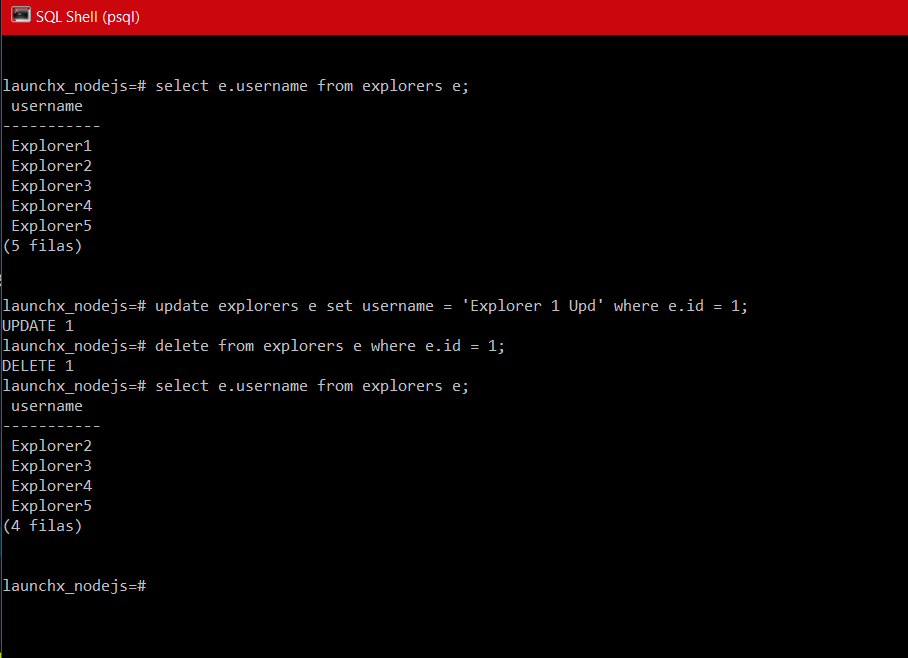 SQL Shell (psql)
launchx_nodejs=# select e.username from explorers e;
username
-----------
Explorer1
Explorer2
Explorer3
Explorer4
Explorer5
(5 filas)
launchx_nodejs=# update explorers e set username = 'Explorer 1 Upd' where e.id = 1;
UPDATE 1
launchx_nodejs=# delete from explorers e where e.id = 1;
DELETE 1
launchx_nodejs=# select e.username from explorers e;
username
-----------
Explorer2
Explorer3
Explorer4
Explorer5
(4 filas)
launchx_nodejs=#